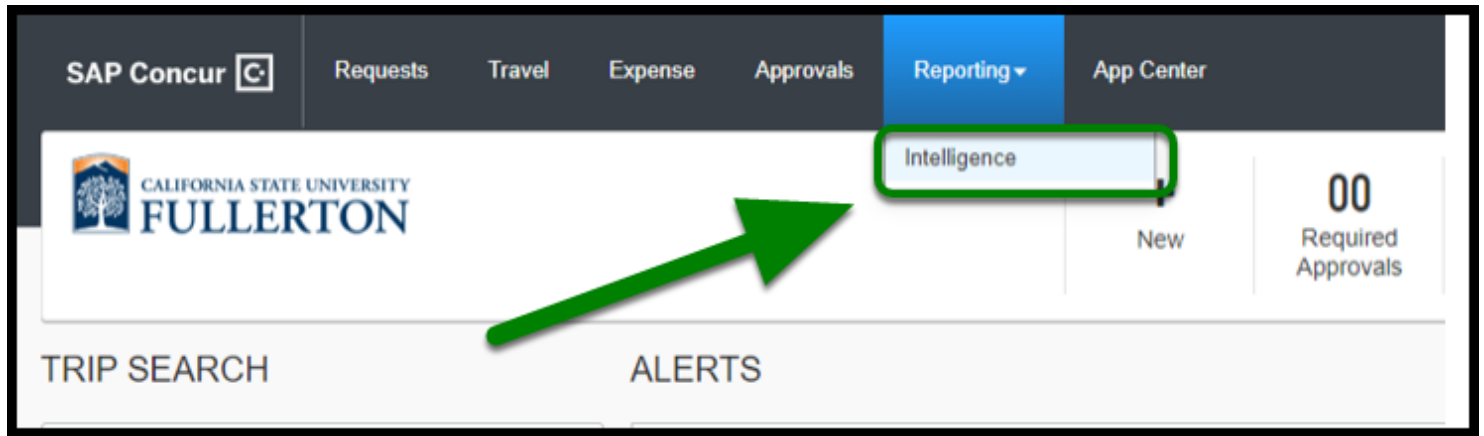 SAP Concur C.
Requests
Travel
Expense
Approvals
Reporting
App Center
Intelligence
CALIFORNIA STATE UNIVERSITY
FULLERTON
New
00
Required
Approvals
TRIP SEARCH
ALERTS